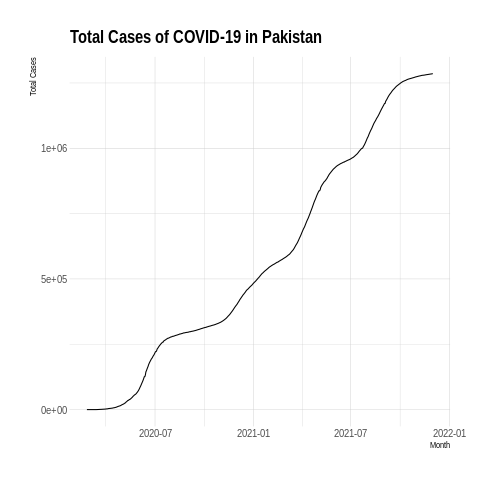 Total Cases of COVID-19 in Pakistan
Total Cases
1e+06
5e+05
0e+00
2020-07
2021-01
2021-07
2022-01
Month